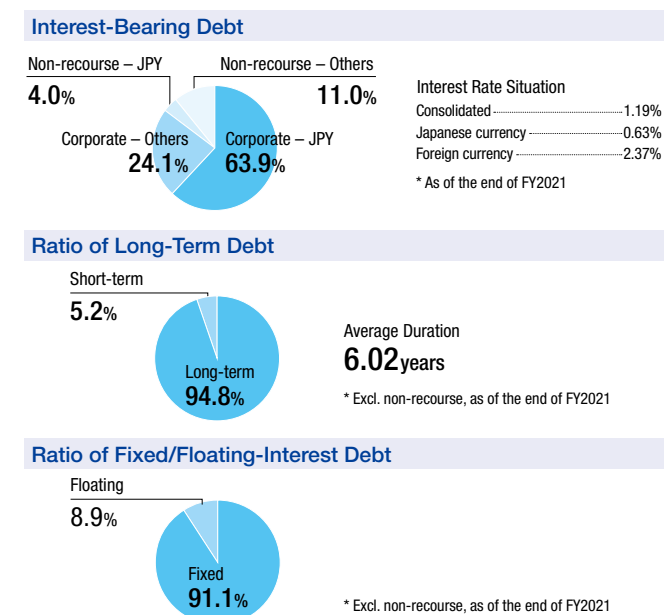 Interest-Bearing Debt
Non-recourse – JPY
4.0%
Non-recourse – Others
11.0%
Corporate – Others
24.1%
Corporate – JPY
63.9%
Interest Rate Situation
Consolidated 1.19%
Japanese currency 0.63%
Foreign currency 2.37%
* As of the end of FY2021
Ratio of Long-Term Debt
Short-term
5.2%
Long-term
94.8%
Average Duration
6.02years
* Excl. non-recourse, as of the end of FY2021
Ratio of Fixed/Floating-Interest Debt
Floating
8.9%
Fixed
91.1%
* Excl. non-recourse, as of the end of FY2021